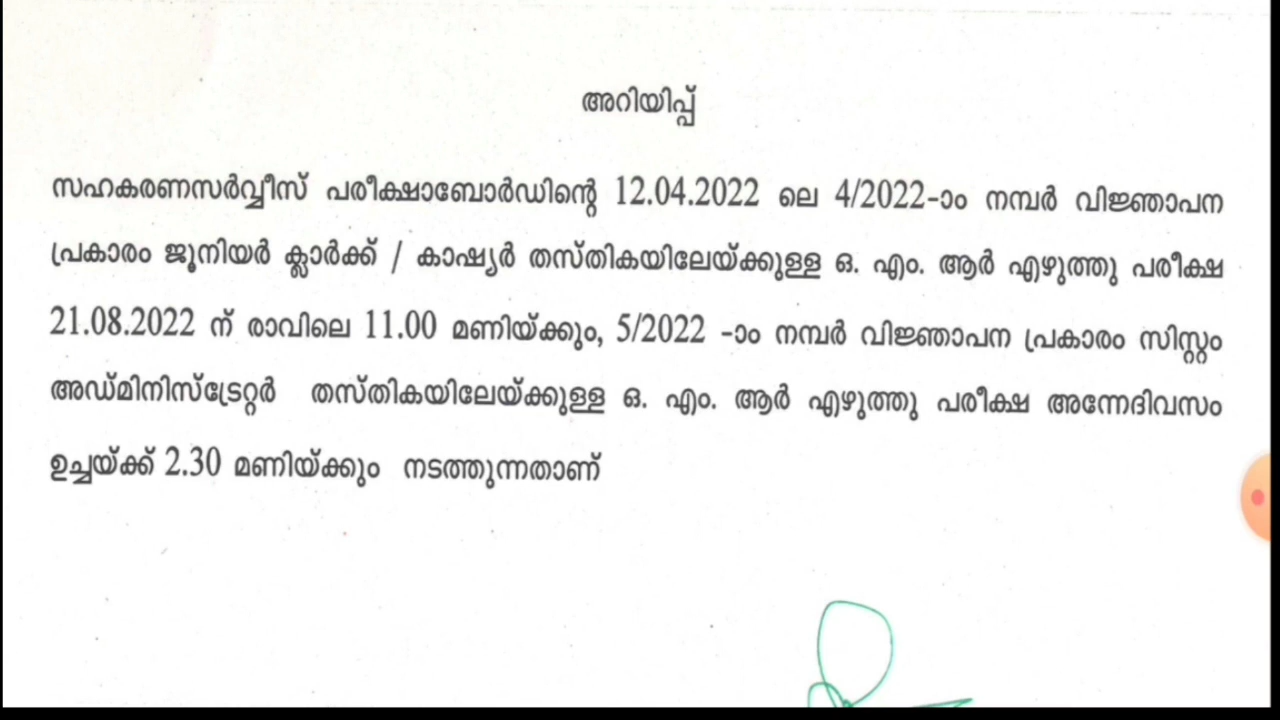 അറിയിപ്പ്
സഹകരണസർവ്വീസ് പരീക്ഷാബോർഡിന്റെ 12.04.2022 ലെ 4/2022-ാം നമ്പർ വിജ്ഞാപന
പ്രകാരം ജൂനിയർ ക്ലാർക്ക് / കാഷ്യർ തസ്തികയിലേയ്ക്കുള്ള ഒ. എം. ആർ എഴുത്തു പരീക്ഷ
21.08.2022 ന് രാവിലെ 11.00 മണിയ്ക്കും, 5/2022 -ാം നമ്പർ വിജ്ഞാപന പ്രകാരം സിസ്റ്റം
അഡ്മിനിസ്ട്രേറ്റർ തസ്തികയിലേയ്ക്കുള്ള ഒ. എം. ആർ എഴുത്തു പരീക്ഷ അന്നേദിവസം
ഉച്ചയ്ക്ക് 2.30 മണിയ്ക്കും നടത്തുന്നതാണ്